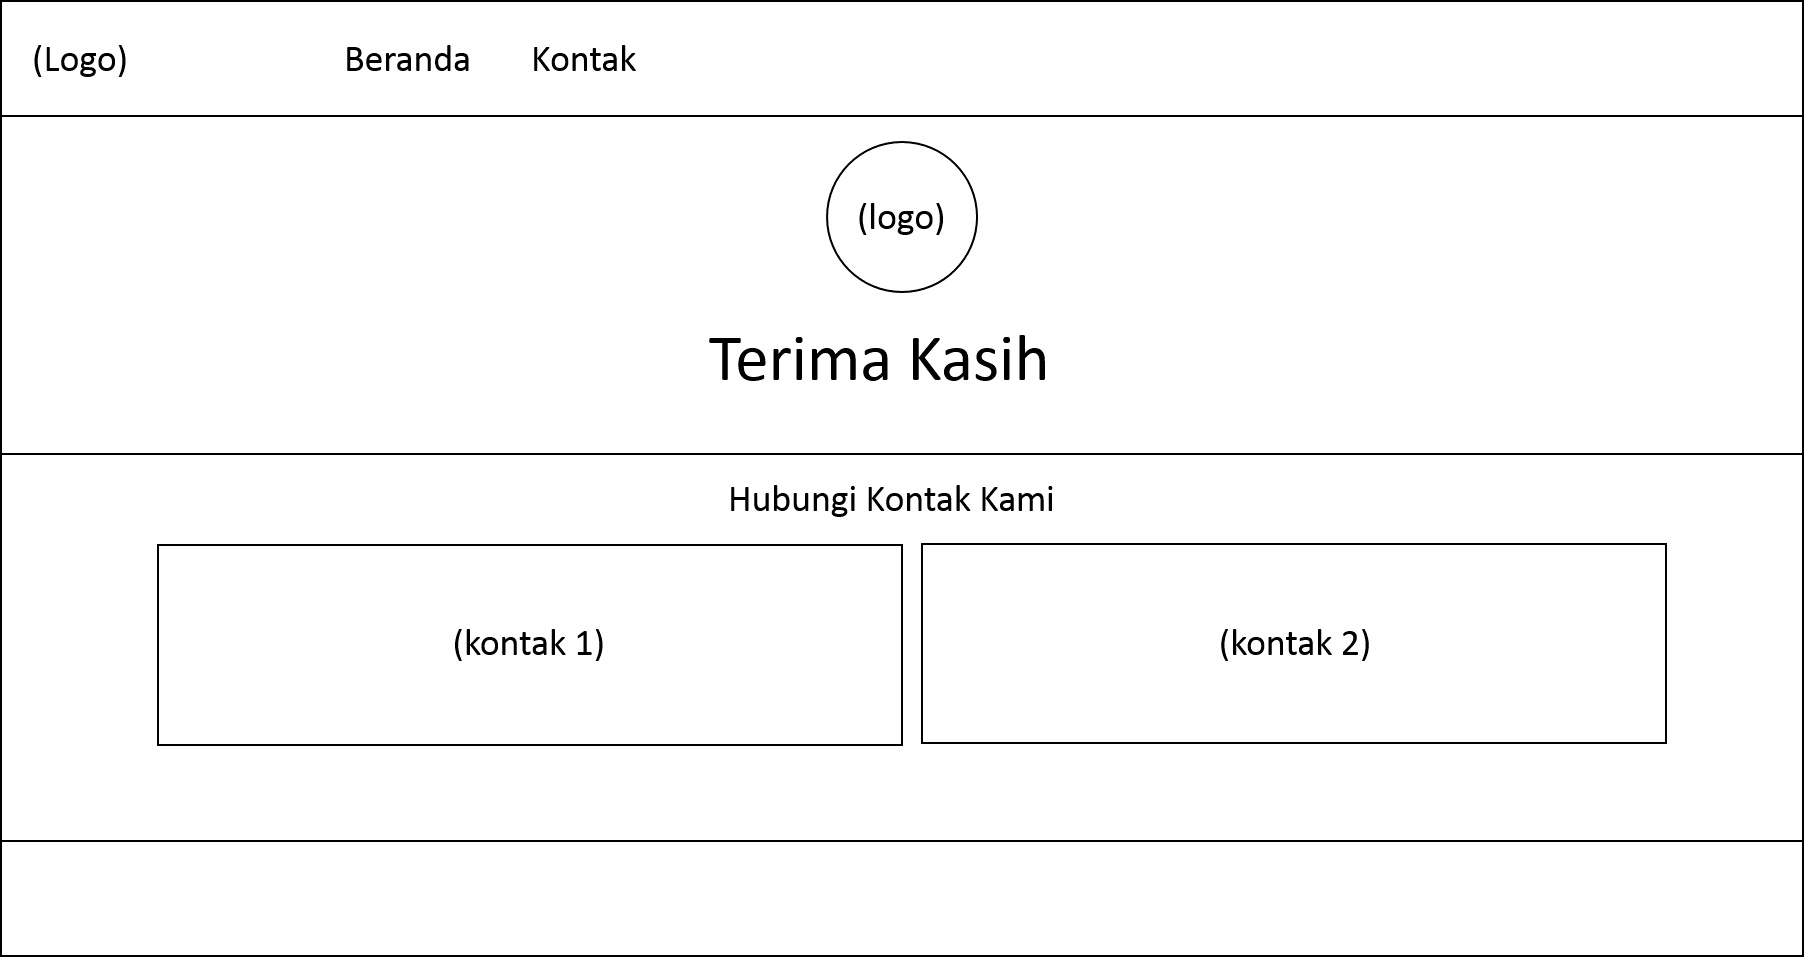 (Logo) Beranda Kontak
(logo)
Terima Kasih
Hubungi Kontak Kami
(kontak 1) (kontak 2)